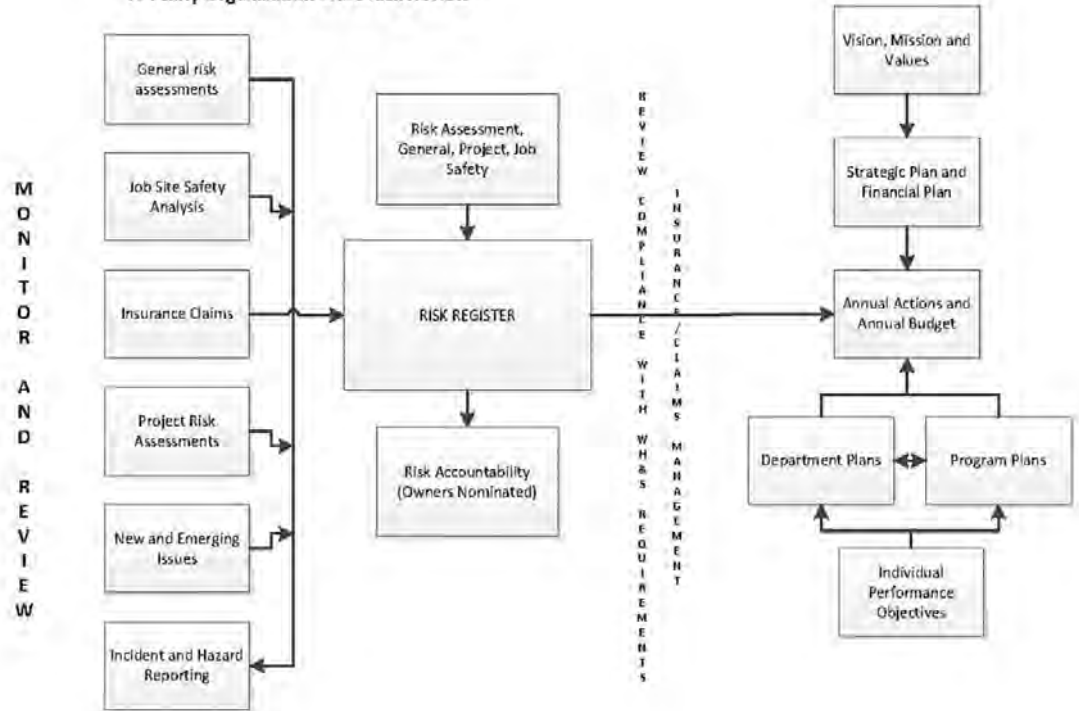 General risk
assessments
Job Site Safety
Analysis
Insurance Claims
Project Risk
Assessments
New and Emerging
Issues
Incident and Hazard
Reporting
MONITOR AND REVIEW
Risk Assessment,
General, Project, Job
Safety
RISK REGISTER
Risk Accountability
(Owners Nominated)
REVIEW COMPLIANCE WITH WH&S REQUIREMENTS
INSURANCE/CLAIMS MANAGEMENT
Vision, Mission and
Values
Strategic Plan and
Financial Plan
Annual Actions and
Annual Budget
Department Plans
Program Plans
Individual
Performance
Objectives